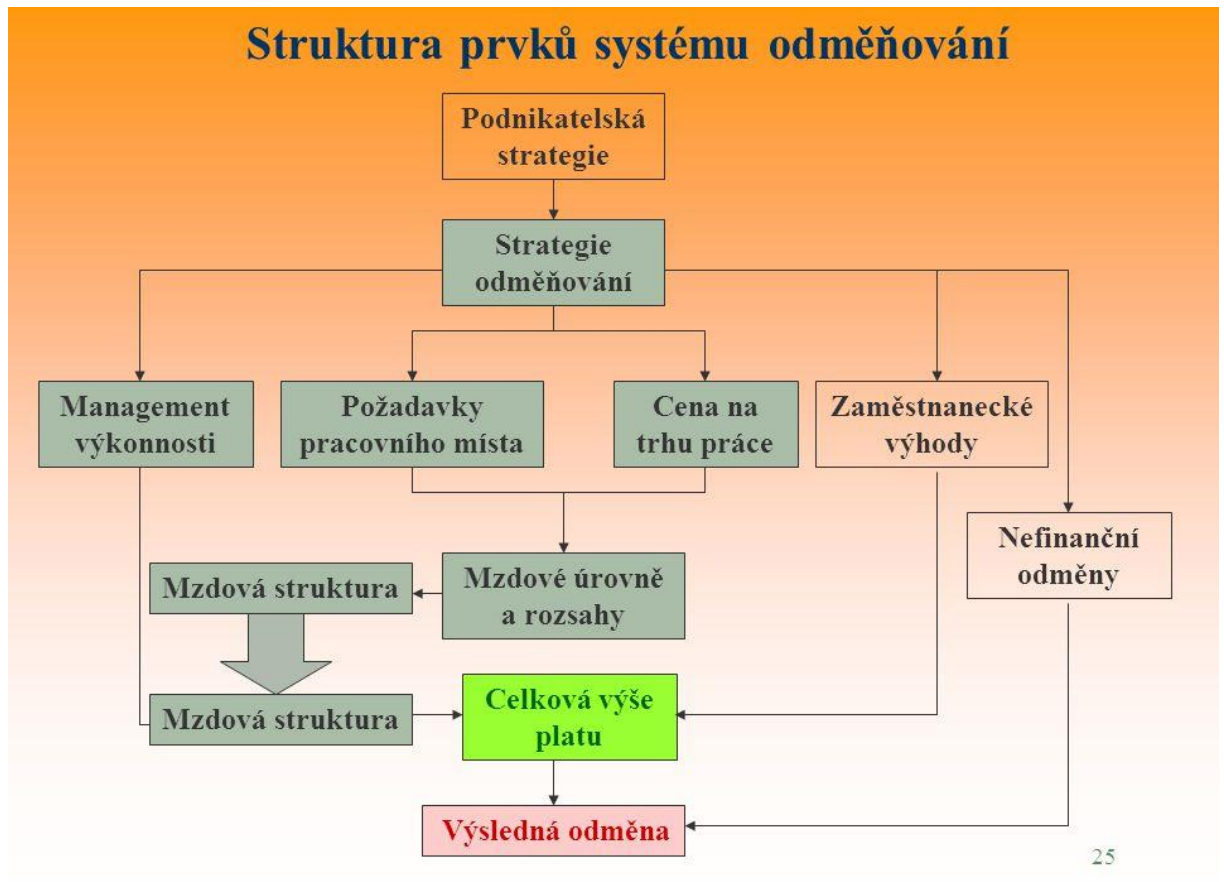 Struktura prvků systému odměňování
Podnikatelská
strategie
Strategie
odměňování
Management
výkonnosti
Požadavky
pracovního místa
Cena na
trhu práce
Zaměstnanecké
výhody
Nefinanční
odměny
Mzdová struktura
Mzdové úrovně
a rozsahy
Mzdová struktura
Celková výše
platu
Výsledná odměna
25